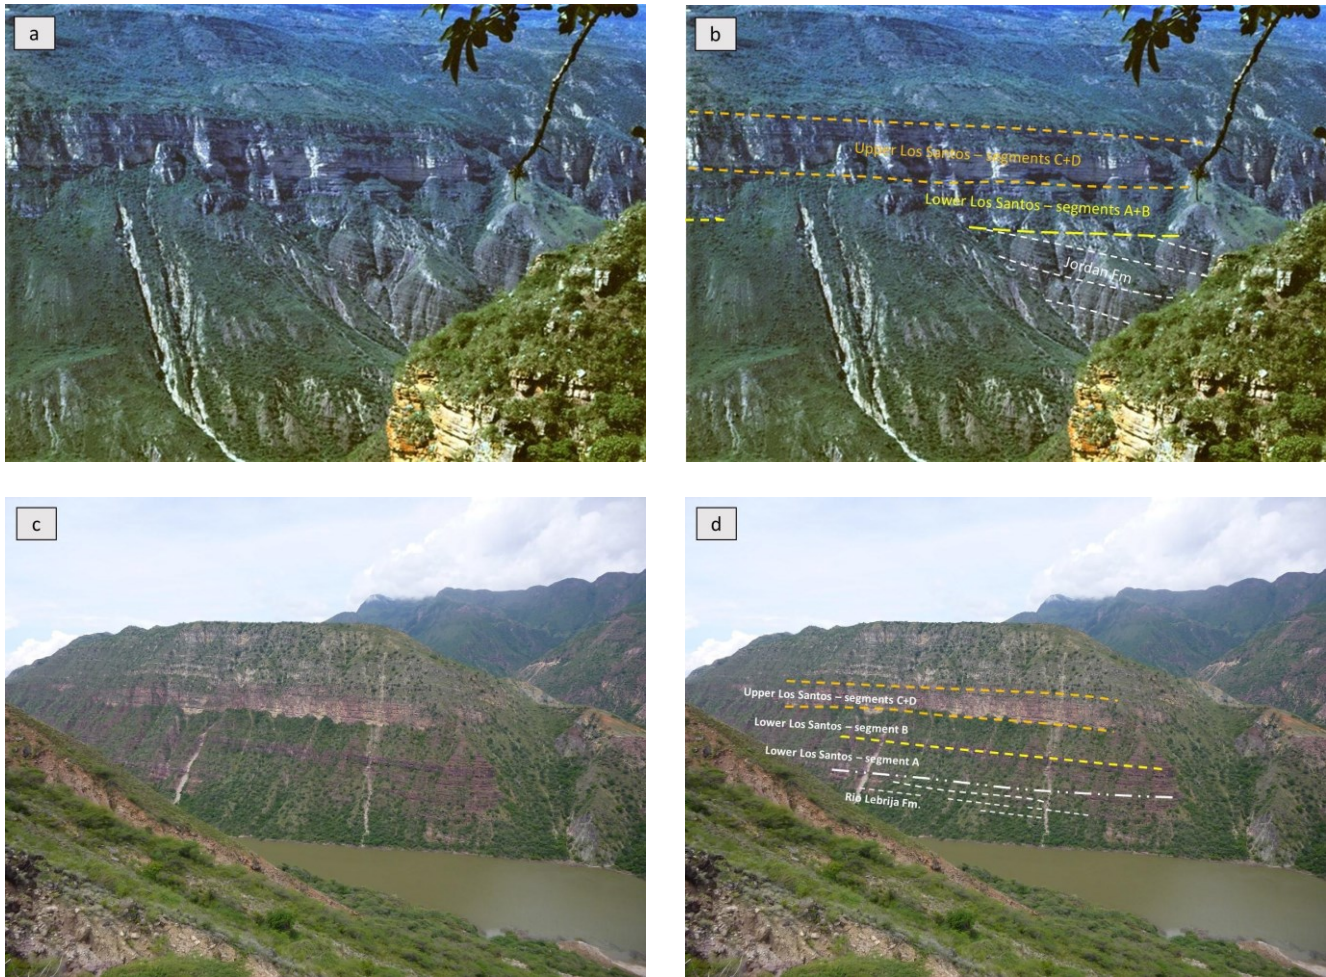 a
b
Upper Los Santos – segments C+D
Lower Los Santos – segments A+B
Jordan Fm
c
d
Upper Los Santos – segments C+D
Lower Los Santos – segment B
Lower Los Santos – segment A
Rio Lebrija Fm.